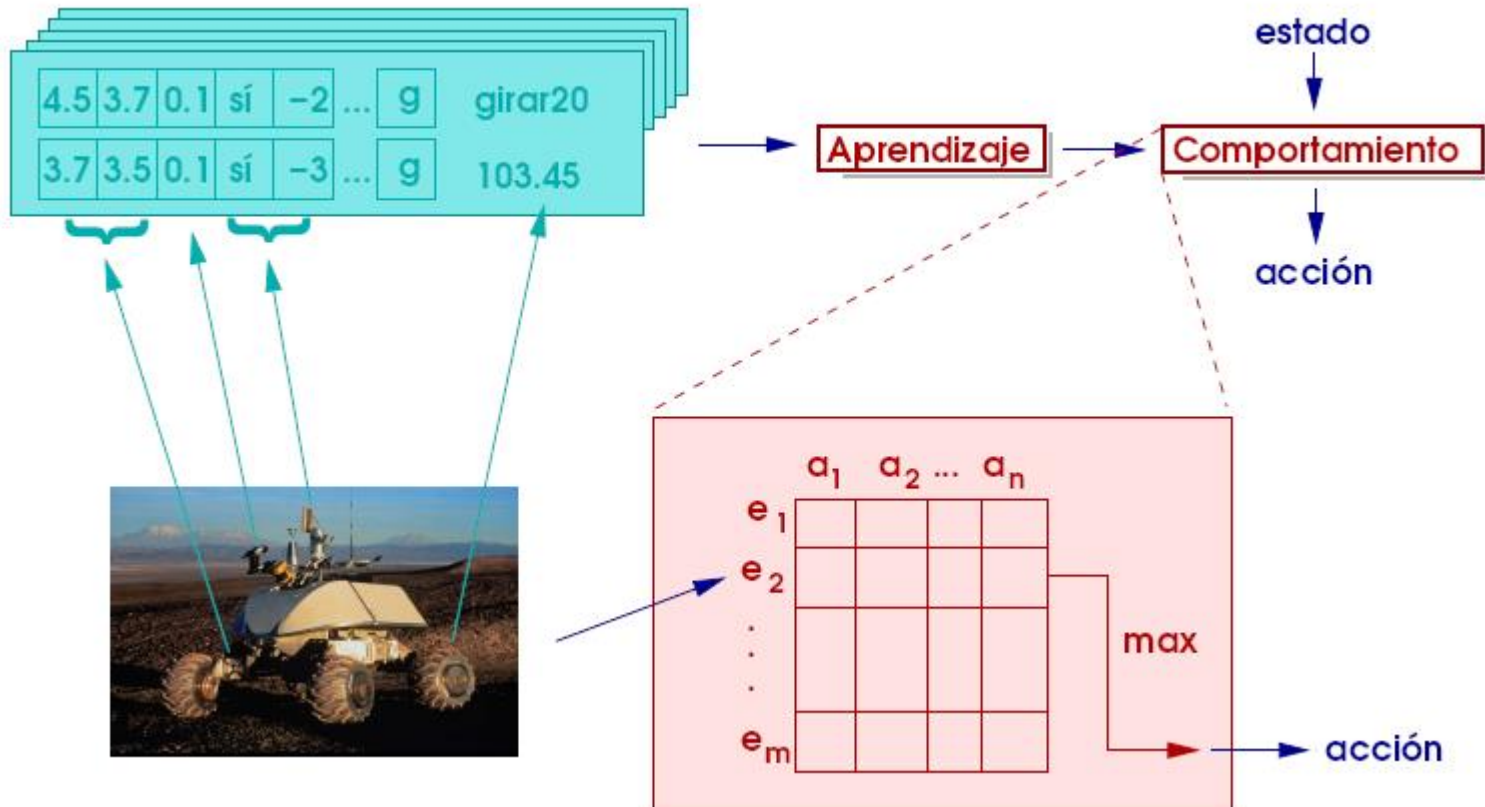 4.5 3.7 0.1 sí −2 ... g girar20
3.7 3.5 0.1 sí −3 ... g 103.45
Aprendizaje
estado
Comportamiento
acción
a1 a2 ... an
e1
e2
.
.
.
em
max
acción